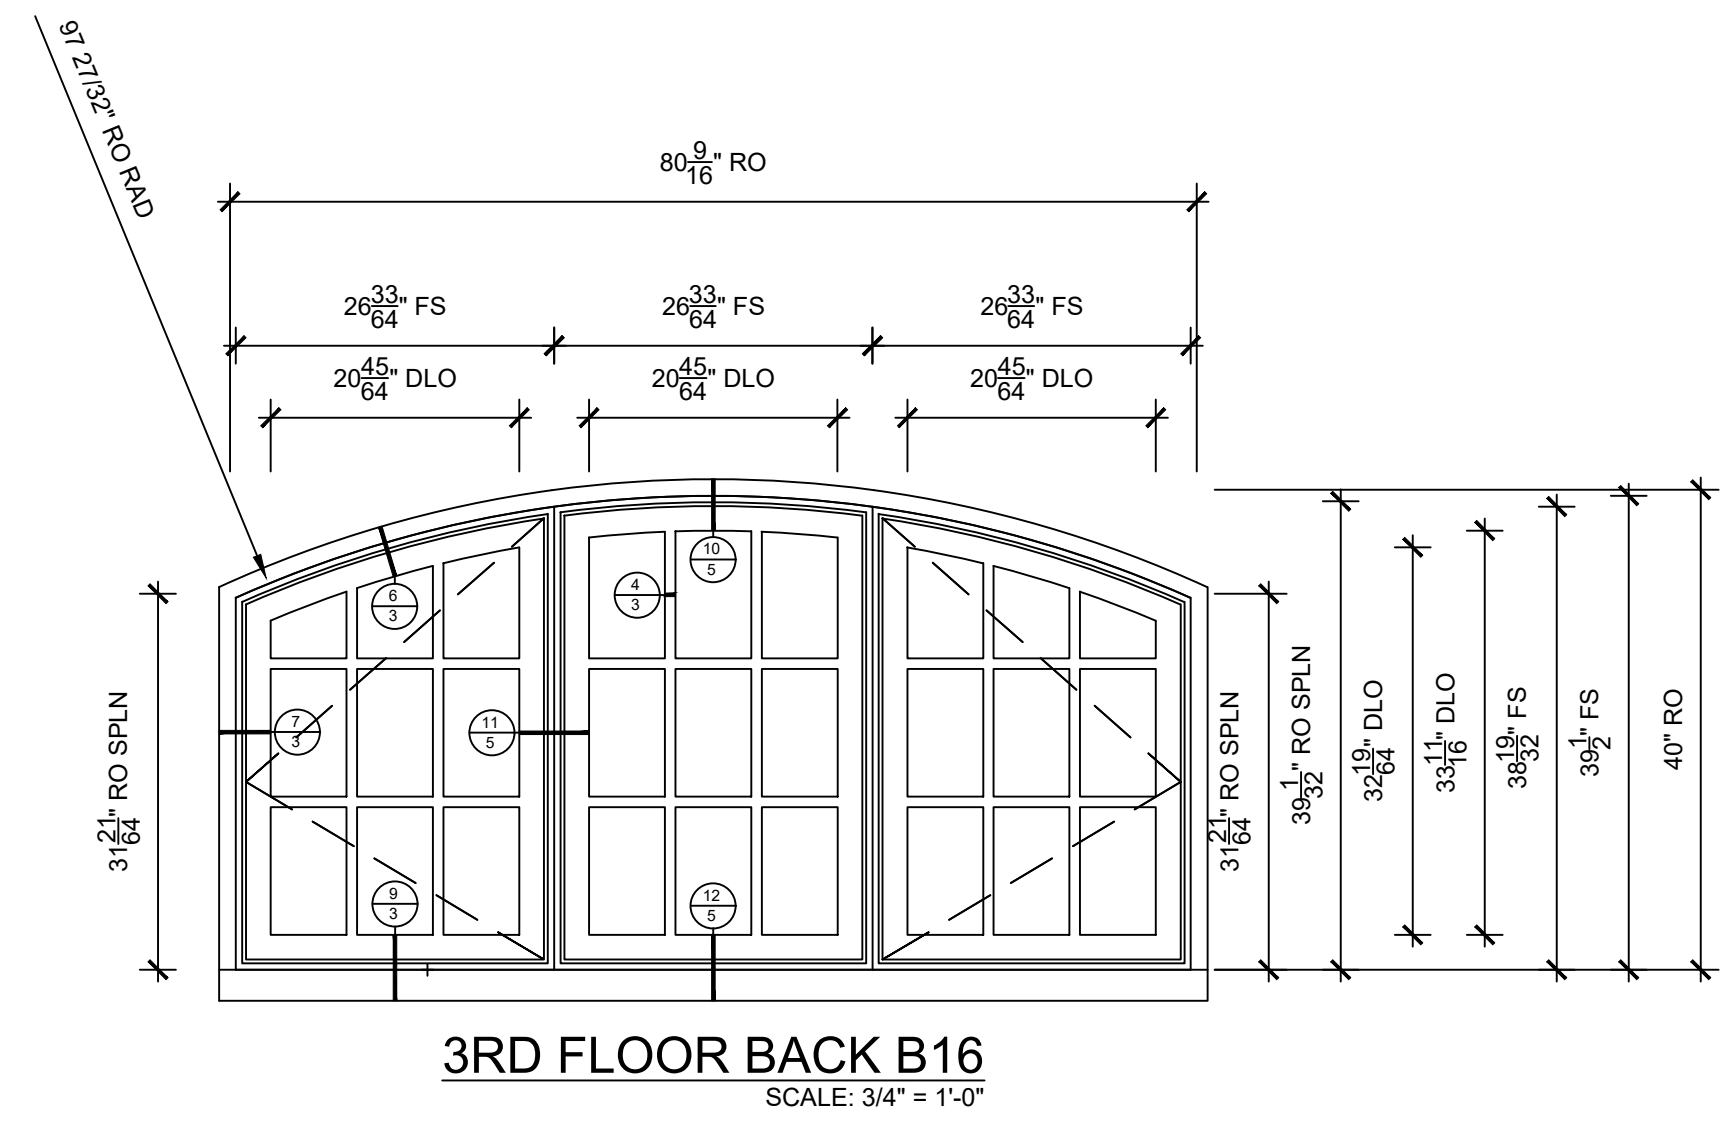 97 27/32" RO RAD
80 9/16" RO
26 33/64" FS
26 33/64" FS
26 33/64" FS
20 45/64" DLO
20 45/64" DLO
20 45/64" DLO
10
5
4
3
6
3
7
3
11
5
9
3
12
5
31 21/64" RO SPLN
31 21/64" RO SPLN
39 1/32" RO SPLN
32 19/64" DLO
33 11/16" DLO
38 19/32" FS
39 1/2" FS
40" RO
3RD FLOOR BACK B16
SCALE: 3/4" = 1'-0"